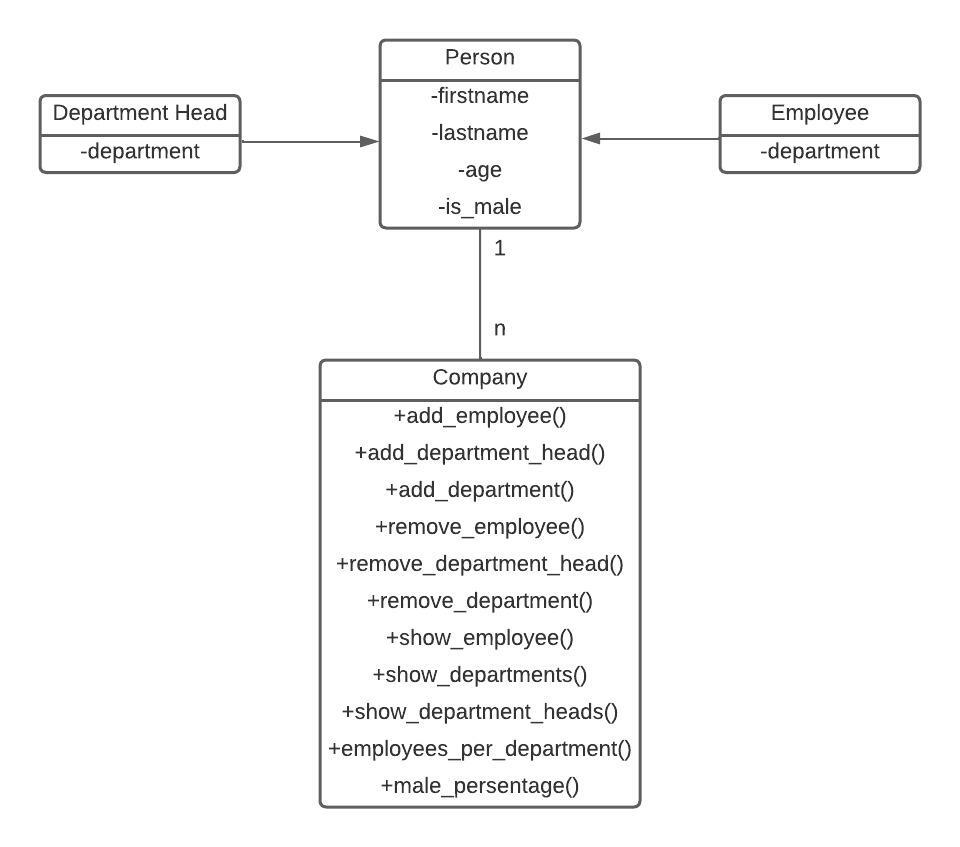 Person
-firstname
-lastname
-age
-is_male
Department Head
-department
Employee
-department
1
n
Company
+add_employee()
+add_department_head()
+add_department()
+remove_employee()
+remove_department_head()
+remove_department()
+show_employee()
+show_departments()
+show_department_heads()
+employees_per_department()
+male_persentage()